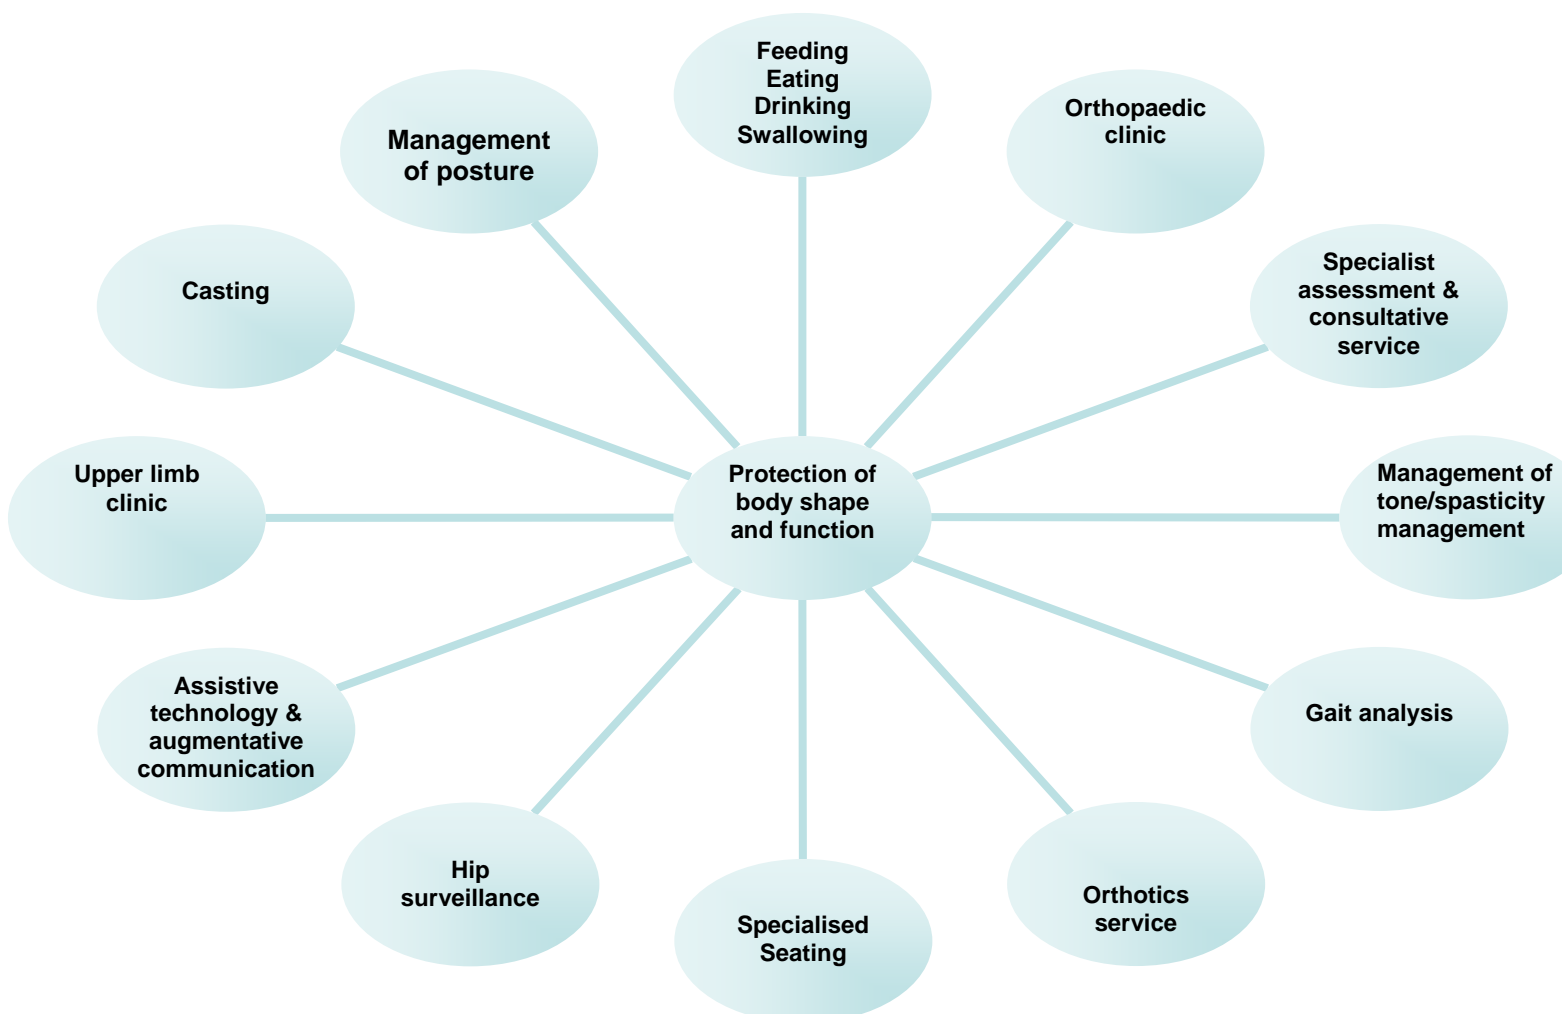 Feeding
Eating
Drinking
Swallowing
Orthopaedic
clinic
Specialist
assessment &
consultative
service
Management of
tone/spasticity
management
Gait analysis
Orthotics
service
Specialised
Seating
Hip
surveillance
Assistive
technology &
augmentative
communication
Upper limb
clinic
Casting
Management
of posture
Protection of
body shape
and function